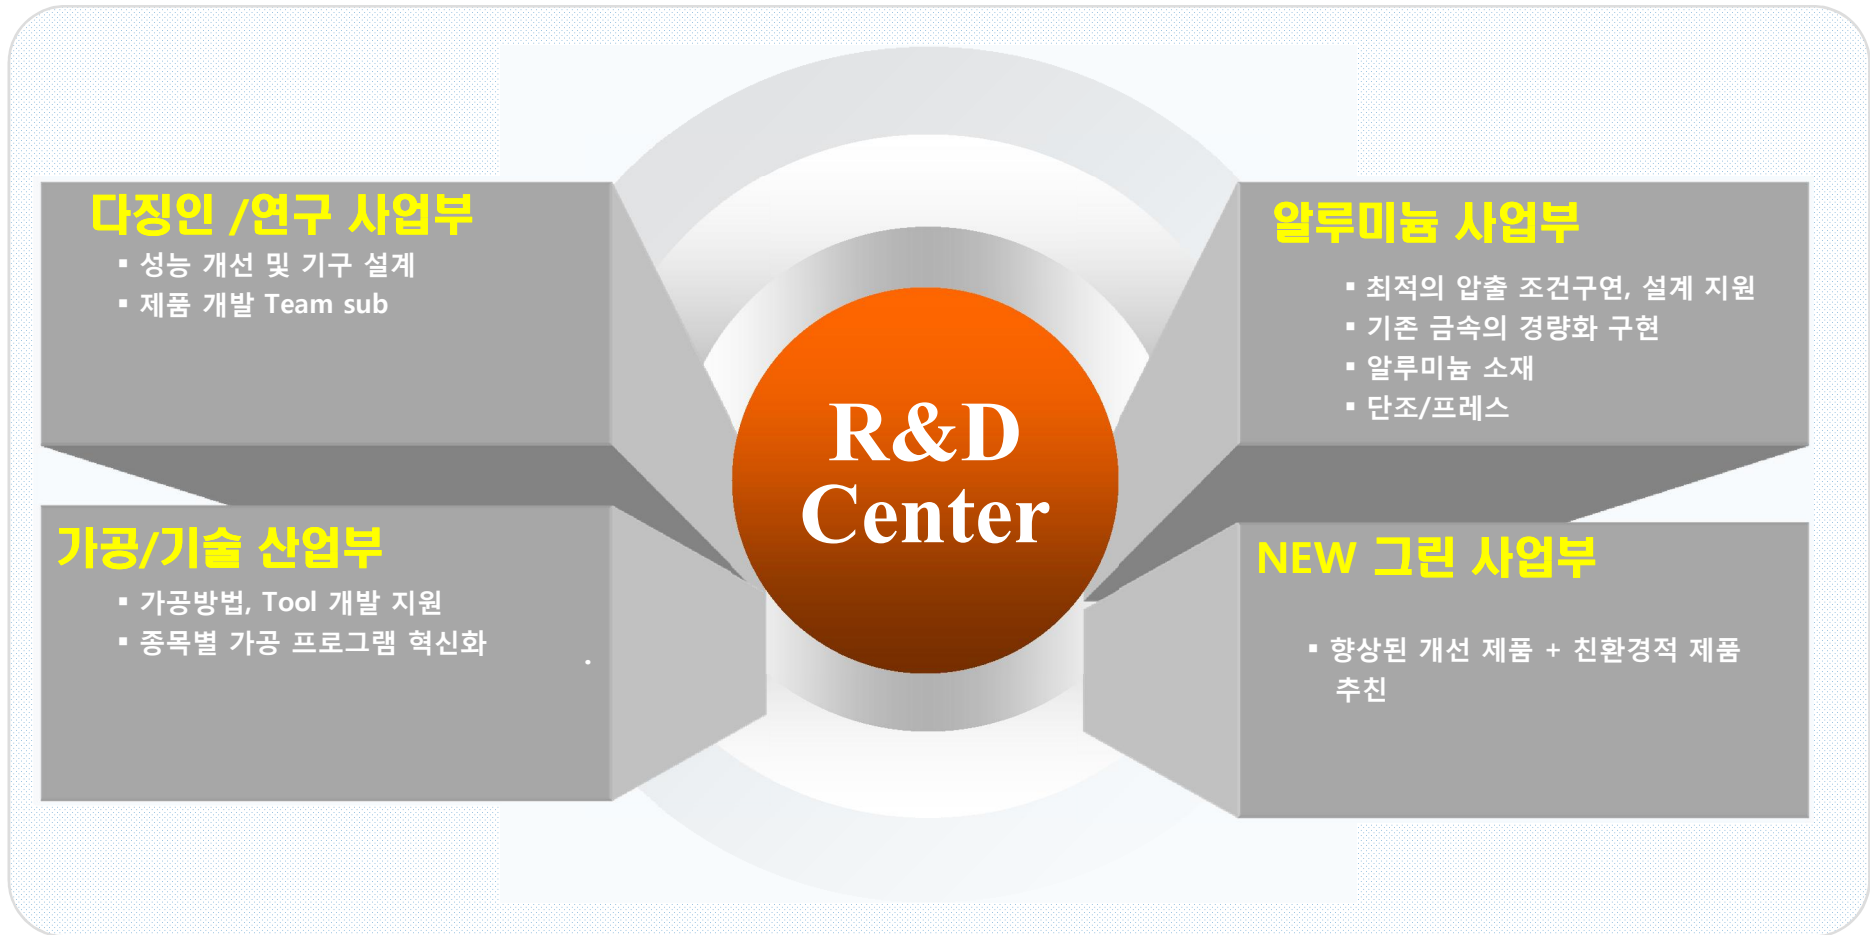 다징인 /연구 사업부
▪ 성능 개선 및 기구 설계
▪ 제품 개발 Team sub
가공/기술 산업부
▪ 가공방법, Tool 개발 지원
▪ 종목별 가공 프로그램 혁신화
.
R&D
Center
알루미늄 사업부
▪ 최적의 압출 조건구연, 설계 지원
▪ 기존 금속의 경량화 구현
▪ 알루미늄 소재
▪ 단조/프레스
NEW 그린 사업부
▪ 향상된 개선 제품 + 친환경적 제품
추친